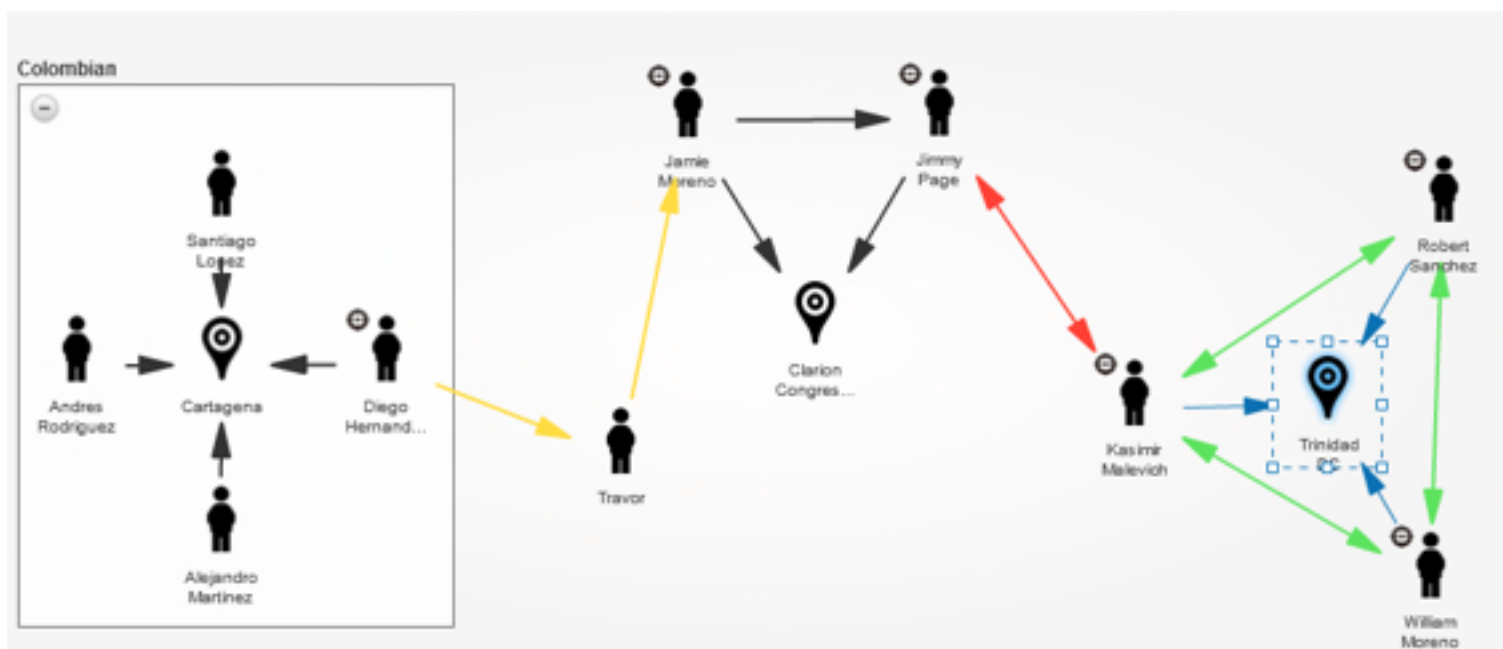 Colombian
Santiago
Lopez
Andres
Rodriguez
Cartagena
Diego
Hernand...
Alejandro
Martinez
Travor
Jamie
Moreno
Jimmy
Page
Clarion
Congres...
Kasimir
Malevich
Robert
Sanchez
Trinidad
William
Moreno